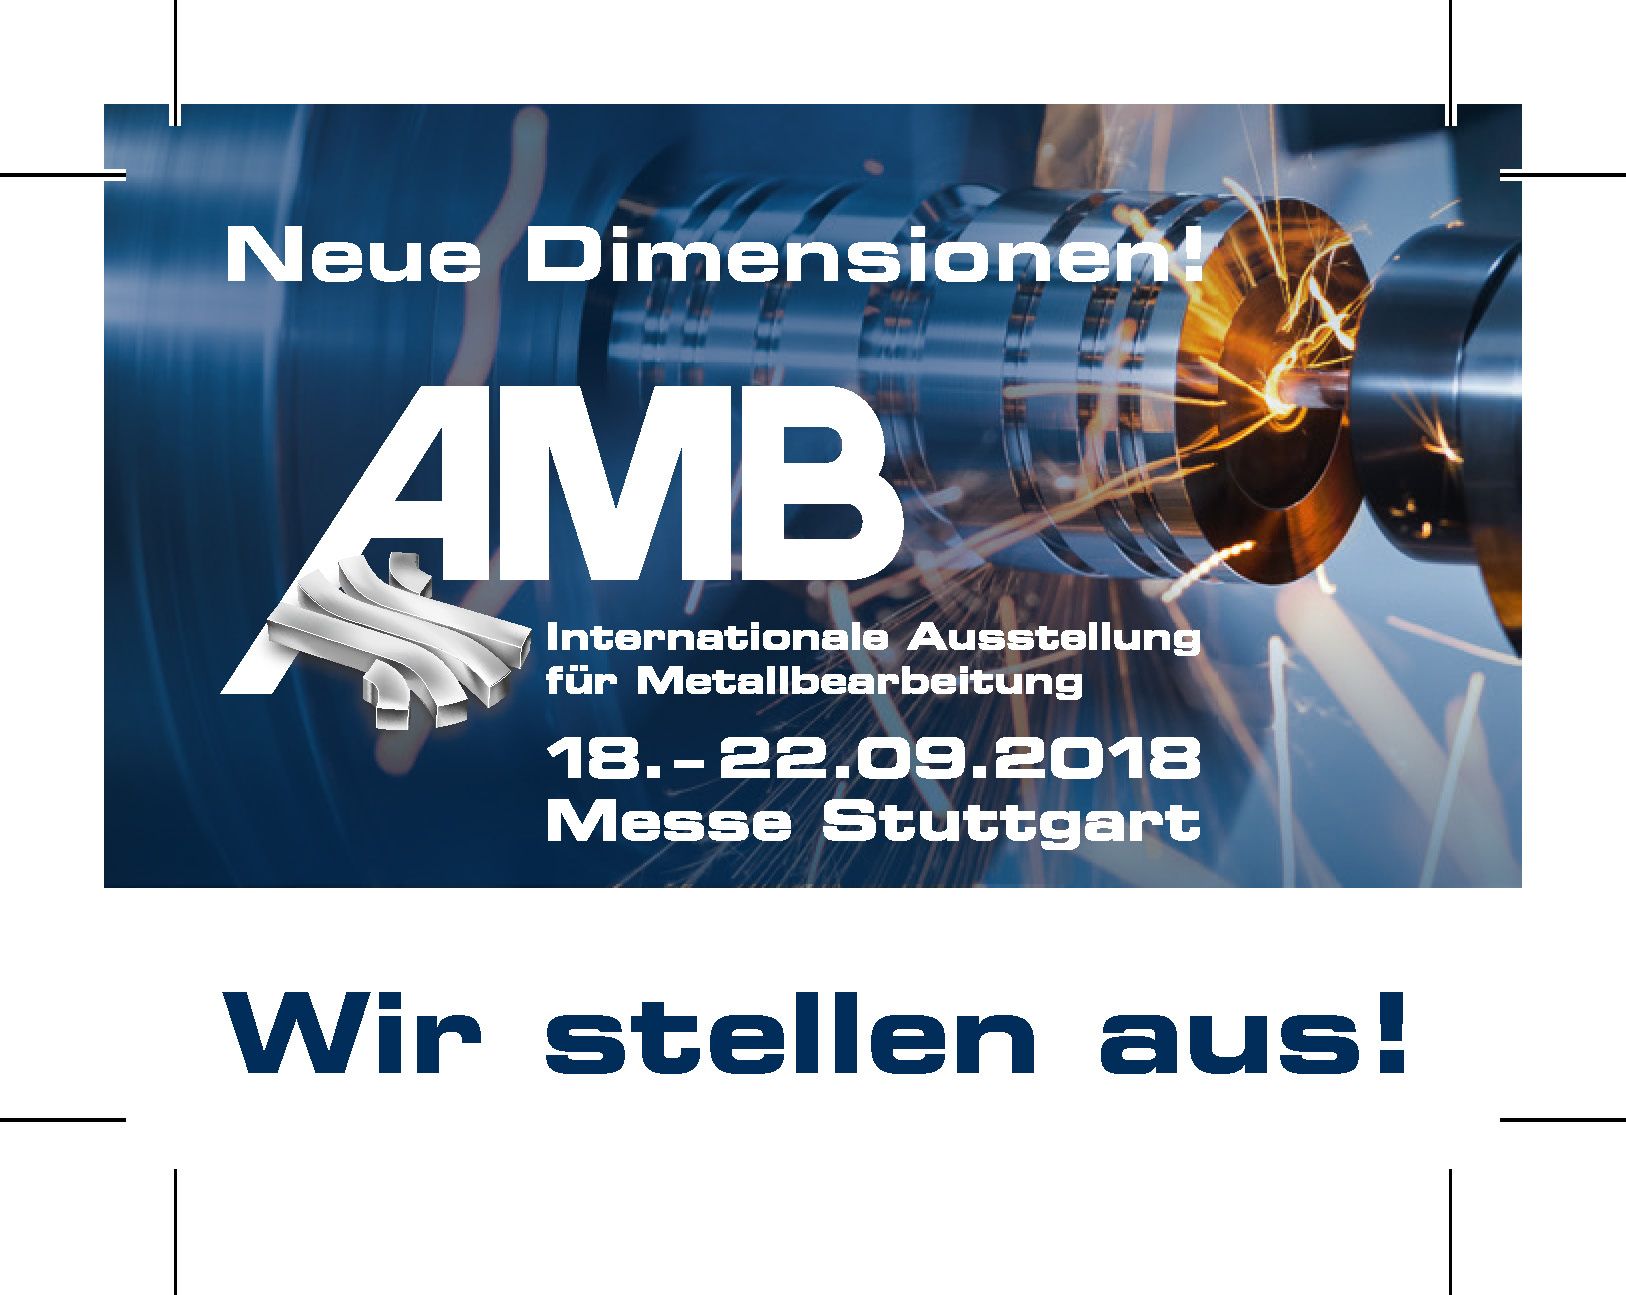 Neue Dimensionen!
AMB
Internationale Ausstellung
für Metallbearbeitung
18. – 22.09.2018
Messe Stuttgart
Wir stellen aus!